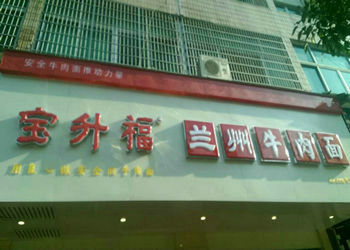 安全牛肉面推动力量
宝升福 兰州牛肉面